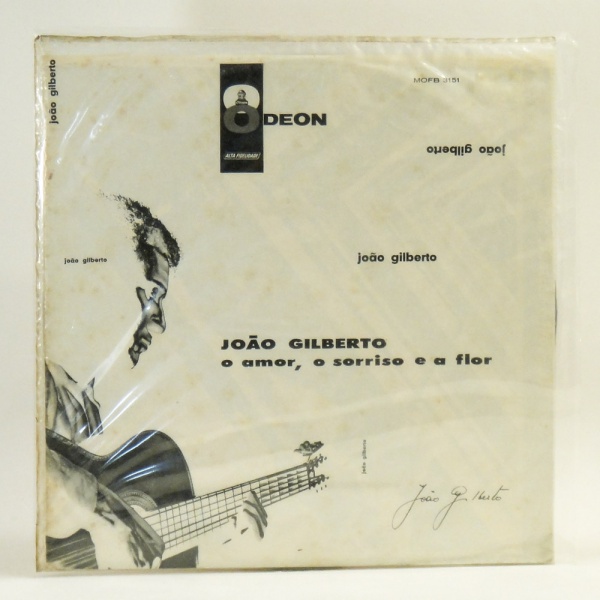 joão gilberto
ODEON
ALTA FIDELIDADE!
MOFB 3151
joão gilberto
joão gilberto
joão gilberto
JOÃO GILBERTO
o amor, o sorriso e a flor
joão gilberto
João Gilberto